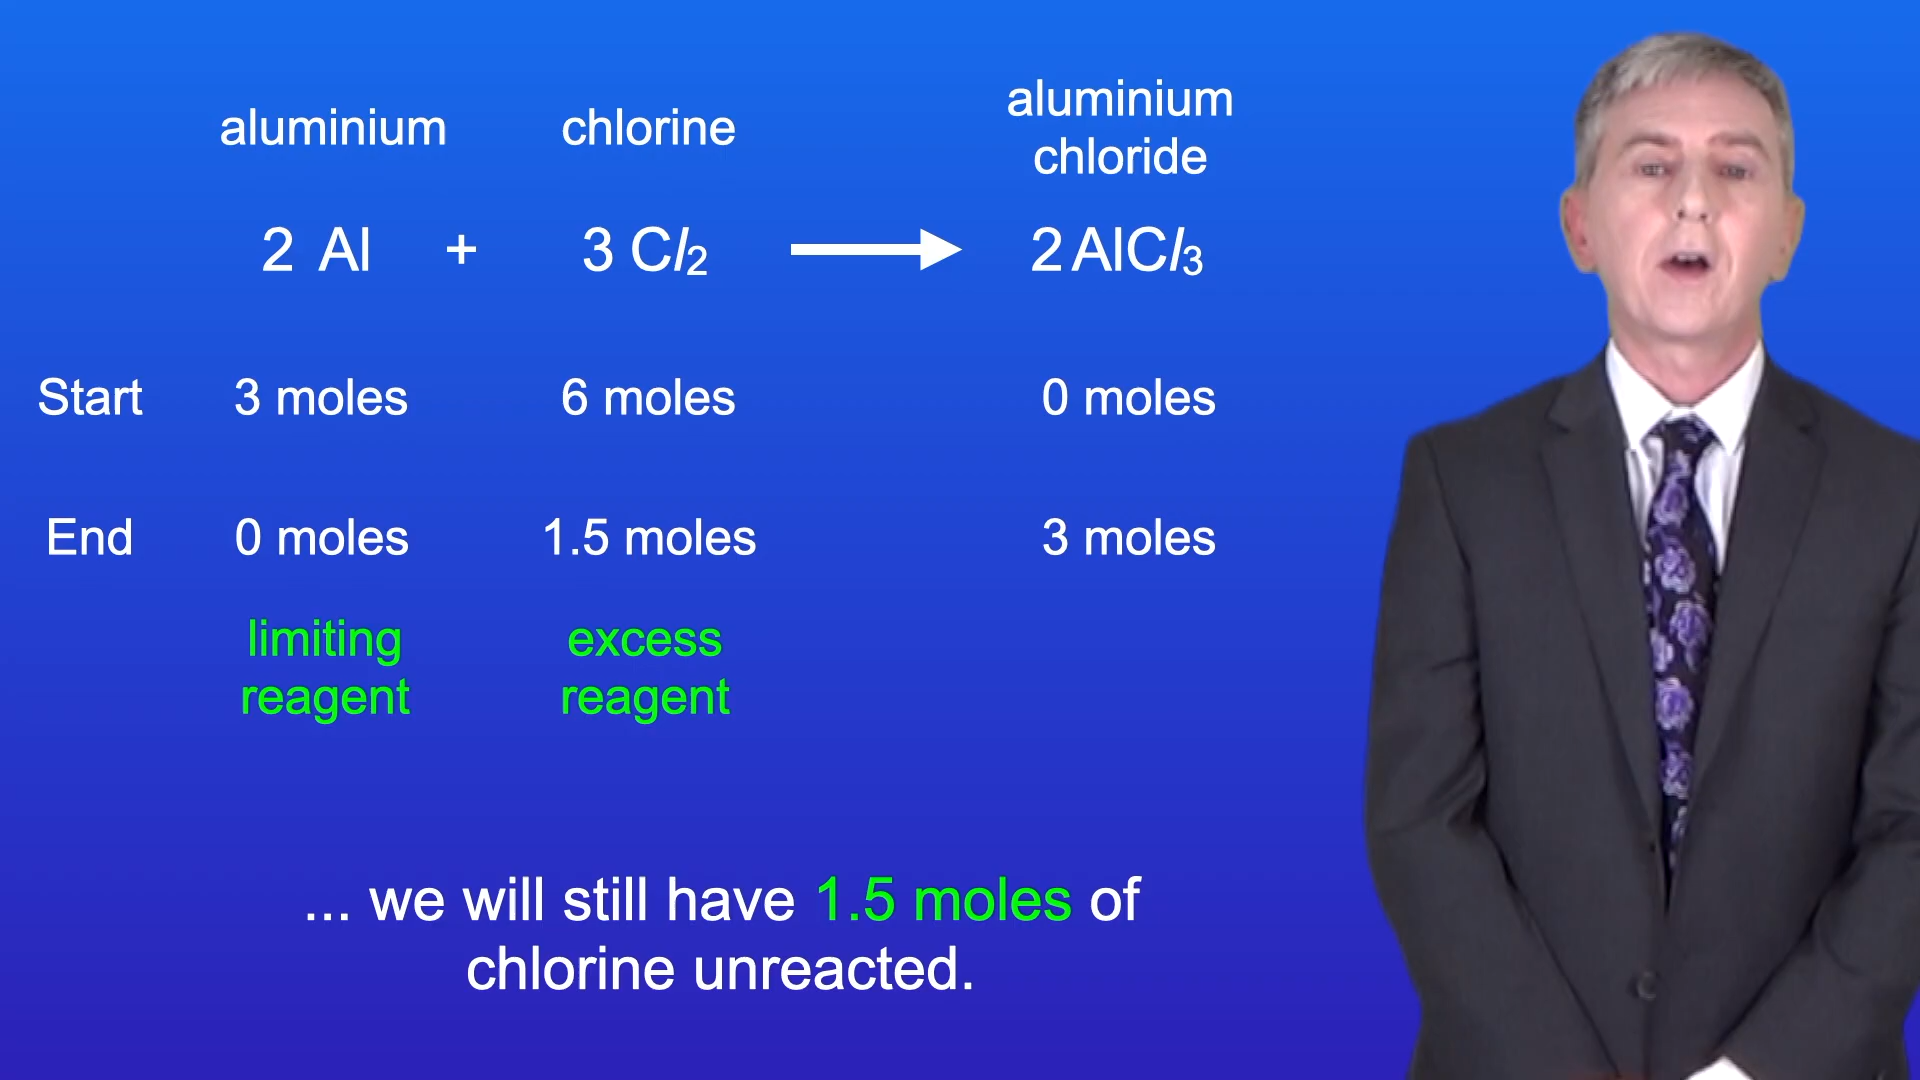 aluminium chlorine aluminium chloride
2 Al + 3 Cl2 → 2 AlCl3
Start 3 moles 6 moles 0 moles
End 0 moles 1.5 moles 3 moles
limiting reagent excess reagent
... we will still have 1.5 moles of
chlorine unreacted.